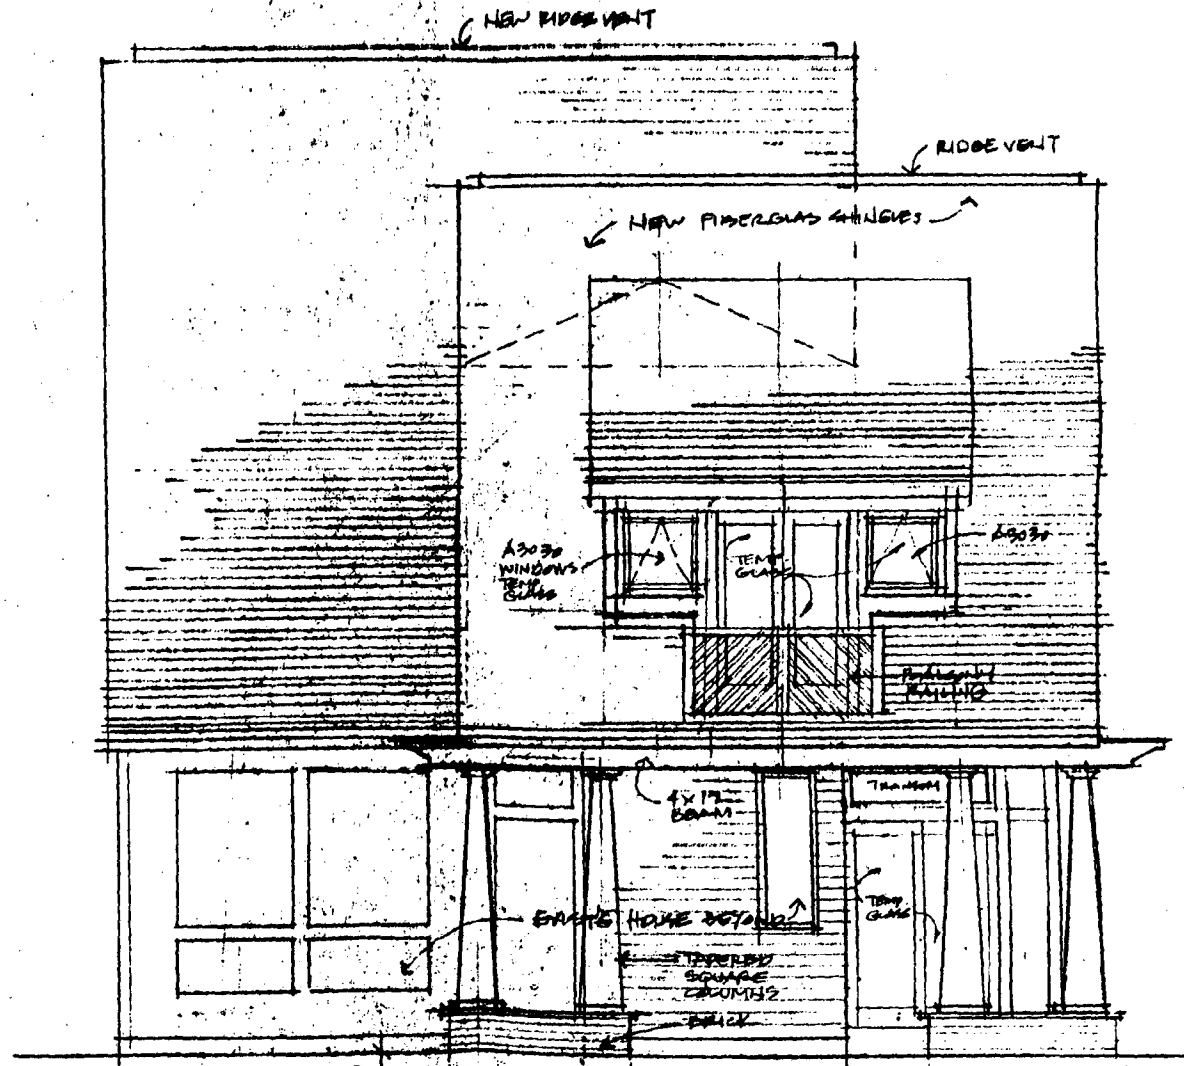 NEW RIDGE VENT
RIDGE VENT
NEW FIBERGLAS SHINGLES
A3030
WINDOWS
TEMP.
GLASS
TEMP
GLASS
A3030
BALCONY
RAILING
4x12
BEAM
TRANSOM
TEMP
GLASS
HOUSE BEYOND
TAPERED
SQUARE
COLUMNS
BRICK